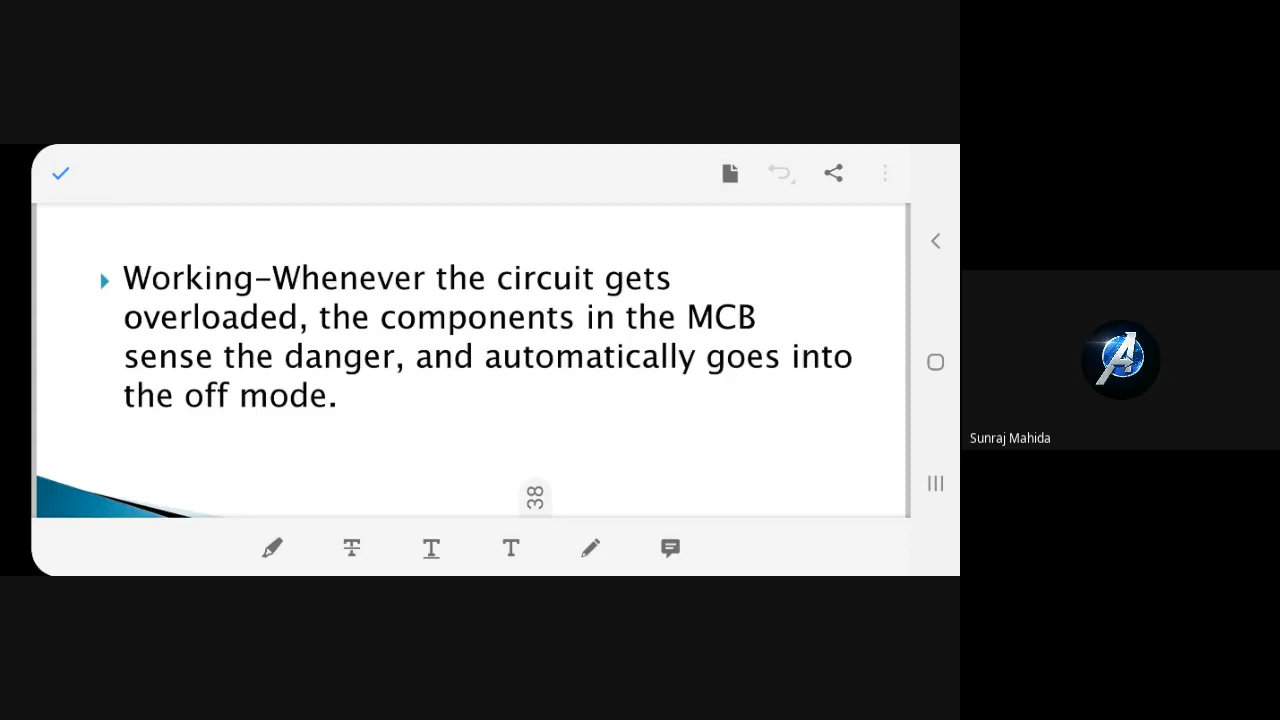 Working-Whenever the circuit gets
overloaded, the components in the MCB
sense the danger, and automatically goes into
the off mode.
38
Sunraj Mahida